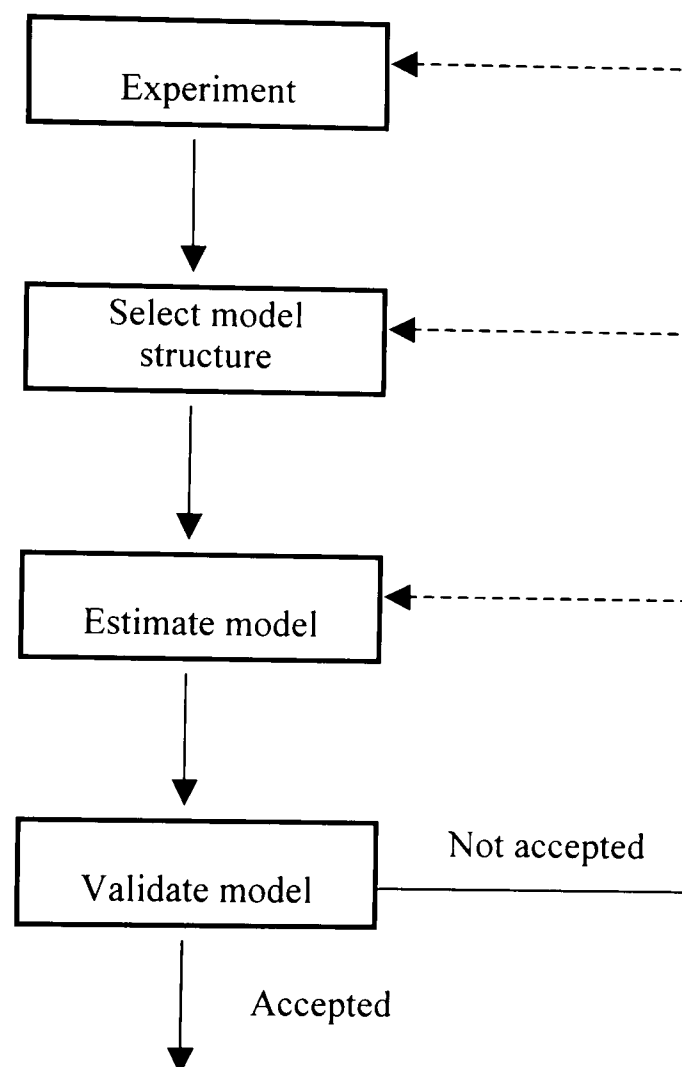 Experiment
Select model
structure
Estimate model
Not accepted
Validate model
Accepted